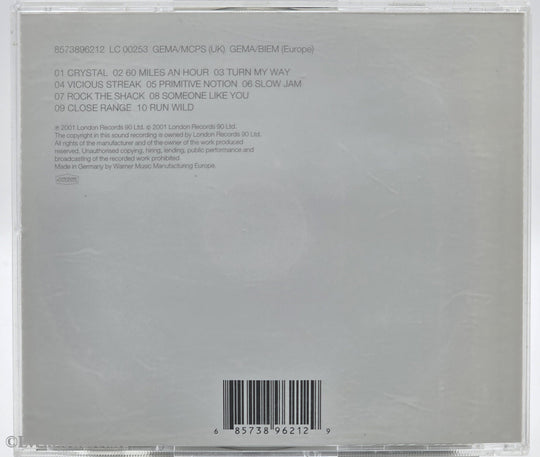 8573896212 LC 00253 GEMA/MCPS (UK) GEMA/BIEM (Europe)
01 CRYSTAL 02 60 MILES AN HOUR 03 TURN MY WAY
04 VICIOUS STREAK 05 PRIMITIVE NOTION 06 SLOW JAM
07 ROCK THE SHACK 08 SOMEONE LIKE YOU
09 CLOSE RANGE 10 RUN WILD
℗ 2001 London Records 90 Ltd. © 2001 London Records 90 Ltd.
The copyright in this sound recording is owned by London Records 90 Ltd.
All rights of the manufacturer and of the owner of the work produced
reserved. Unauthorised copying, hiring, lending, public performance and
broadcasting of the recorded work prohibited.
Made in Germany by Warner Music Manufacturing Europe.
6 85738 96212 9